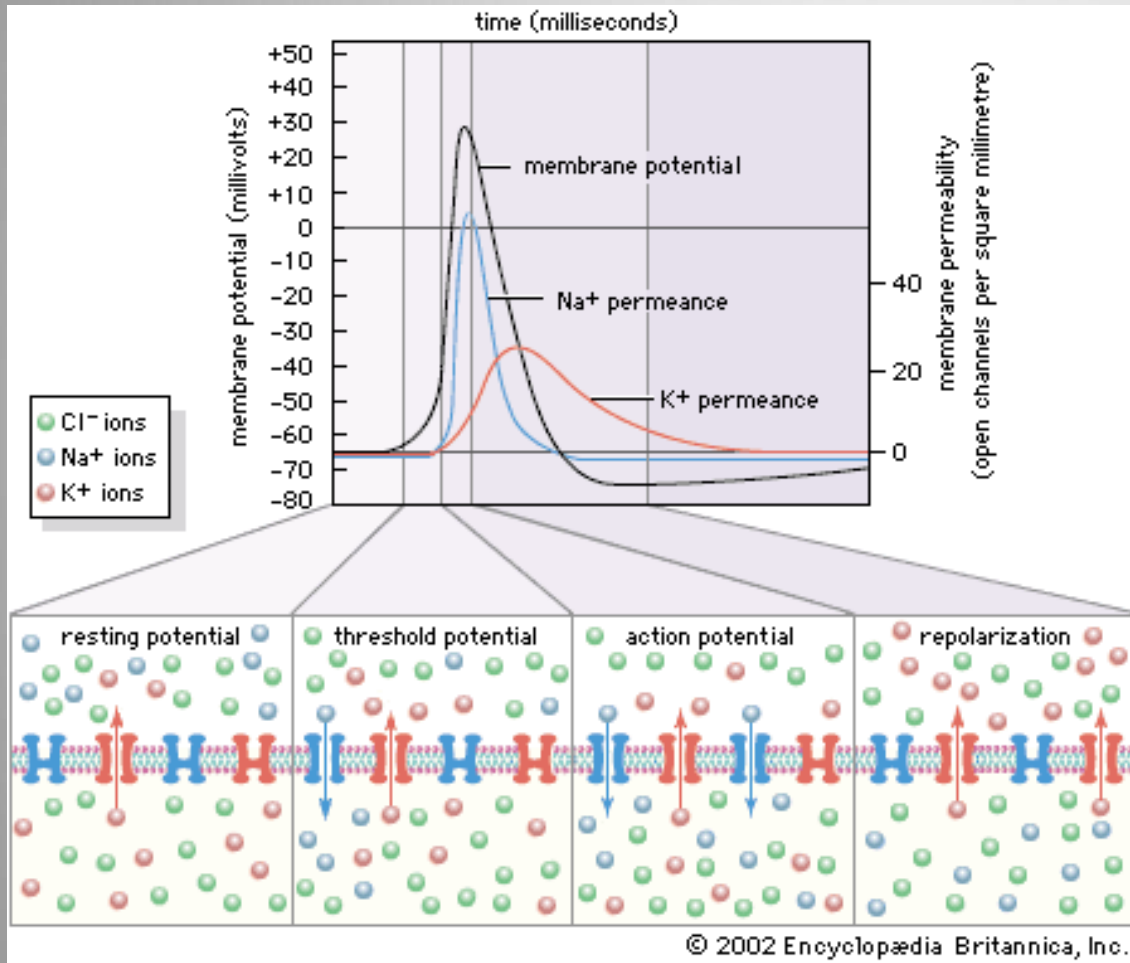 time (milliseconds)
membrane potential (millivolts)
+50
+40
+30
+20
+10
0
-10
-20
-30
-40
-50
-60
-70
-80
membrane potential
Na+ permeance
K+ permeance
40
20
0
membrane permeability
(open channels per square millimetre)
Cl⁻ ions
Na+ ions
K+ ions
resting potential
threshold potential
action potential
repolarization
© 2002 Encyclopædia Britannica, Inc.